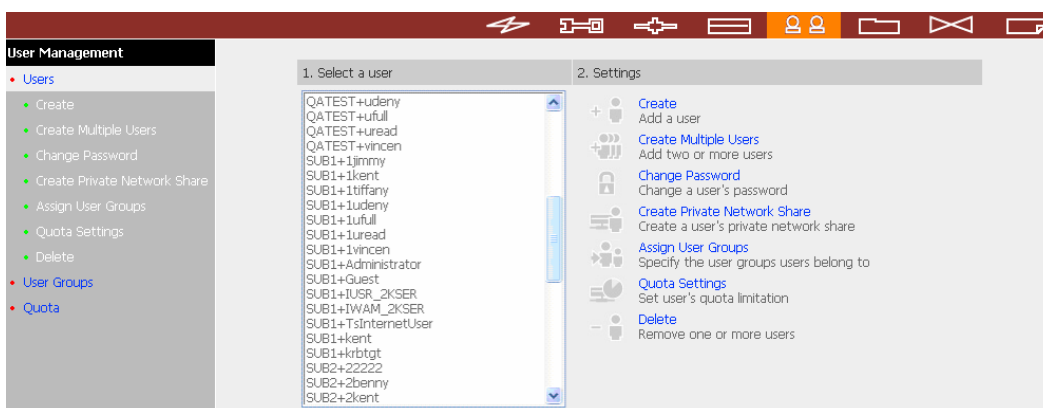 User Management
Users
Create
Create Multiple Users
Change Password
Create Private Network Share
Assign User Groups
Quota Settings
Delete
User Groups
Quota
1. Select a user
QATEST+udeny
QATEST+ufull
QATEST+uread
QATEST+vincen
SUB1+1jimmy
SUB1+1kent
SUB1+1tiffany
SUB1+1udeny
SUB1+1ufull
SUB1+1uread
SUB1+1vincen
SUB1+Administrator
SUB1+Guest
SUB1+IUSR_2KSER
SUB1+IWAM_2KSER
SUB1+TsInternetUser
SUB1+kent
SUB1+krbtgt
SUB2+22222
SUB2+2benny
SUB2+2kent
2. Settings
Create
Add a user
Create Multiple Users
Add two or more users
Change Password
Change a user's password
Create Private Network Share
Create a user's private network share
Assign User Groups
Specify the user groups users belong to
Quota Settings
Set user's quota limitation
Delete
Remove one or more users